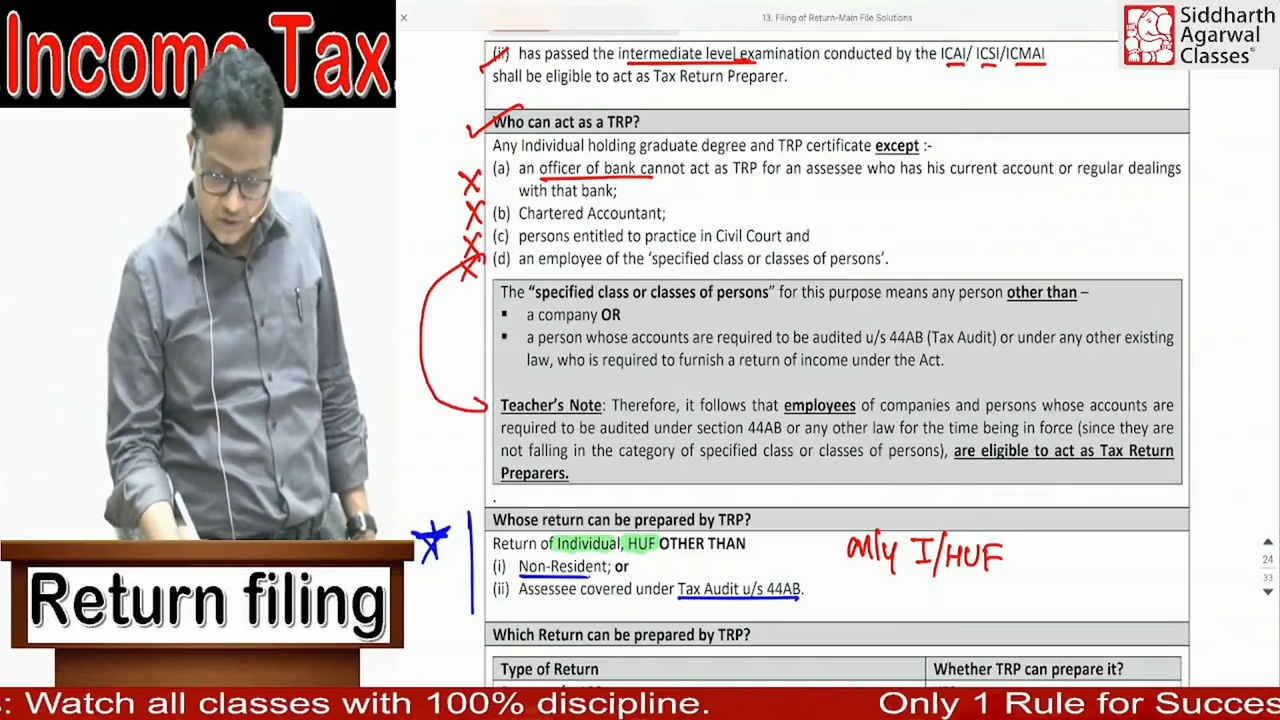 Income Tax
× 13. Filing of Return-Main File Solutions
Siddharth
Agarwal
Classes®
(ii) has passed the intermediate level examination conducted by the ICAI/ ICSI/ICMAI
shall be eligible to act as Tax Return Preparer.
Who can act as a TRP?
Any Individual holding graduate degree and TRP certificate except :-
(a) an officer of bank cannot act as TRP for an assessee who has his current account or regular dealings
with that bank;
(b) Chartered Accountant;
(c) persons entitled to practice in Civil Court and
(d) an employee of the ‘specified class or classes of persons’.
The “specified class or classes of persons” for this purpose means any person other than –
▪ a company OR
▪ a person whose accounts are required to be audited u/s 44AB (Tax Audit) or under any other existing
law, who is required to furnish a return of income under the Act.
Teacher’s Note: Therefore, it follows that employees of companies and persons whose accounts are
required to be audited under section 44AB or any other law for the time being in force (since they are
not falling in the category of specified class or classes of persons), are eligible to act as Tax Return
Preparers.
.
Whose return can be prepared by TRP?
Return of Individual, HUF OTHER THAN
only I/HUF
(i) Non-Resident; or
(ii) Assessee covered under Tax Audit u/s 44AB.
24
33
Which Return can be prepared by TRP?
Type of Return Whether TRP can prepare it?
Return filing
s: Watch all classes with 100% discipline. Only 1 Rule for Succes